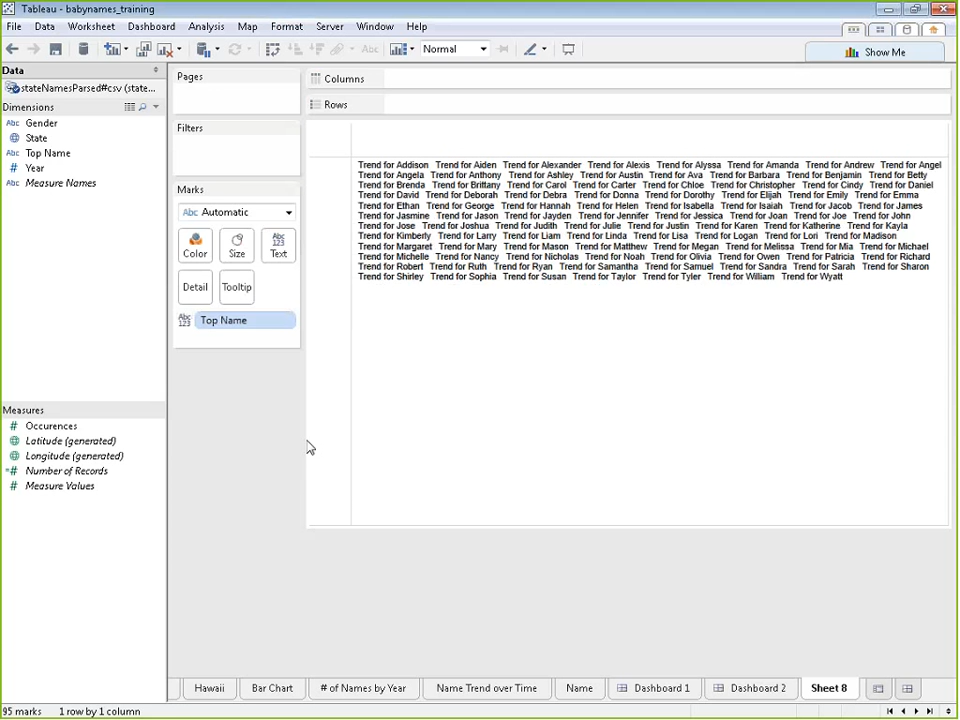 Tableau - babynames_training
File Data Worksheet Dashboard Analysis Map Format Server Window Help
Abc Normal
Show Me
Data
stateNamesParsed#csv (state...
Dimensions
Abc Gender
State
Abc Top Name
# Year
Abc Measure Names
Measures
# Occurences
Latitude (generated)
Longitude (generated)
=# Number of Records
# Measure Values
Pages
Filters
Marks
Abc Automatic
Color Size Abc 123 Text
Detail Tooltip
Abc 123 Top Name
Columns
Rows
Trend for Addison Trend for Aiden Trend for Alexander Trend for Alexis Trend for Alyssa Trend for Amanda Trend for Andrew Trend for Angel
Trend for Angela Trend for Anthony Trend for Ashley Trend for Austin Trend for Ava Trend for Barbara Trend for Benjamin Trend for Betty
Trend for Brenda Trend for Brittany Trend for Carol Trend for Carter Trend for Chloe Trend for Christopher Trend for Cindy Trend for Daniel
Trend for David Trend for Deborah Trend for Debra Trend for Donna Trend for Dorothy Trend for Elijah Trend for Emily Trend for Emma
Trend for Ethan Trend for George Trend for Hannah Trend for Helen Trend for Isabella Trend for Isaiah Trend for Jacob Trend for James
Trend for Jasmine Trend for Jason Trend for Jayden Trend for Jennifer Trend for Jessica Trend for Joan Trend for Joe Trend for John
Trend for Jose Trend for Joshua Trend for Judith Trend for Julie Trend for Justin Trend for Karen Trend for Katherine Trend for Kayla
Trend for Kimberly Trend for Larry Trend for Liam Trend for Linda Trend for Lisa Trend for Logan Trend for Lori Trend for Madison
Trend for Margaret Trend for Mary Trend for Mason Trend for Matthew Trend for Megan Trend for Melissa Trend for Mia Trend for Michael
Trend for Michelle Trend for Nancy Trend for Nicholas Trend for Noah Trend for Olivia Trend for Owen Trend for Patricia Trend for Richard
Trend for Robert Trend for Ruth Trend for Ryan Trend for Samantha Trend for Samuel Trend for Sandra Trend for Sarah Trend for Sharon
Trend for Shirley Trend for Sophia Trend for Susan Trend for Taylor Trend for Tyler Trend for William Trend for Wyatt
Hawaii Bar Chart # of Names by Year Name Trend over Time Name Dashboard 1 Dashboard 2 Sheet 8
95 marks 1 row by 1 column